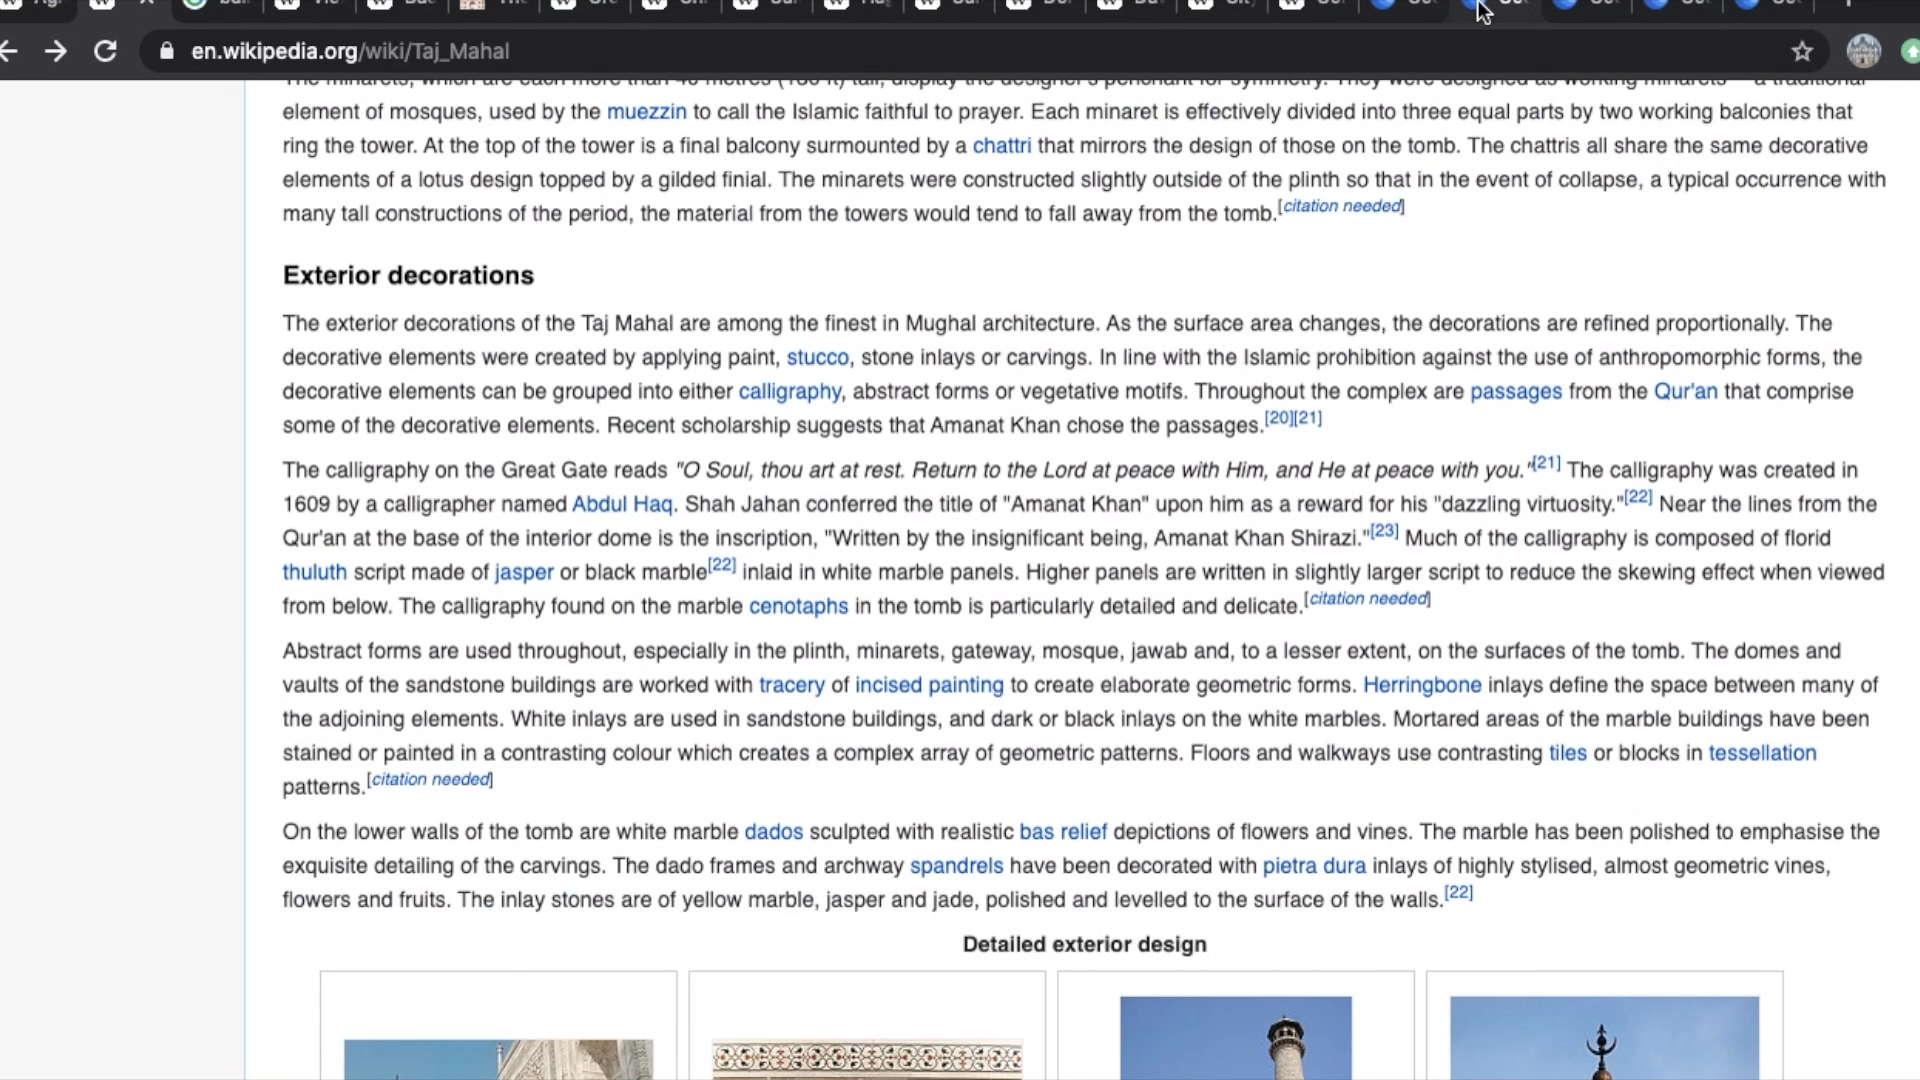 en.wikipedia.org/wiki/Taj_Mahal
The minarets, which are each more than 40 metres (130 ft) tall, display the designer's penchant for symmetry. They were designed as working minarets — a traditional
element of mosques, used by the muezzin to call the Islamic faithful to prayer. Each minaret is effectively divided into three equal parts by two working balconies that
ring the tower. At the top of the tower is a final balcony surmounted by a chattri that mirrors the design of those on the tomb. The chattris all share the same decorative
elements of a lotus design topped by a gilded finial. The minarets were constructed slightly outside of the plinth so that in the event of collapse, a typical occurrence with
many tall constructions of the period, the material from the towers would tend to fall away from the tomb.[citation needed]
Exterior decorations
The exterior decorations of the Taj Mahal are among the finest in Mughal architecture. As the surface area changes, the decorations are refined proportionally. The
decorative elements were created by applying paint, stucco, stone inlays or carvings. In line with the Islamic prohibition against the use of anthropomorphic forms, the
decorative elements can be grouped into either calligraphy, abstract forms or vegetative motifs. Throughout the complex are passages from the Qur'an that comprise
some of the decorative elements. Recent scholarship suggests that Amanat Khan chose the passages.[20][21]
The calligraphy on the Great Gate reads "O Soul, thou art at rest. Return to the Lord at peace with Him, and He at peace with you."[21] The calligraphy was created in
1609 by a calligrapher named Abdul Haq. Shah Jahan conferred the title of "Amanat Khan" upon him as a reward for his "dazzling virtuosity."[22] Near the lines from the
Qur'an at the base of the interior dome is the inscription, "Written by the insignificant being, Amanat Khan Shirazi."[23] Much of the calligraphy is composed of florid
thuluth script made of jasper or black marble[22] inlaid in white marble panels. Higher panels are written in slightly larger script to reduce the skewing effect when viewed
from below. The calligraphy found on the marble cenotaphs in the tomb is particularly detailed and delicate.[citation needed]
Abstract forms are used throughout, especially in the plinth, minarets, gateway, mosque, jawab and, to a lesser extent, on the surfaces of the tomb. The domes and
vaults of the sandstone buildings are worked with tracery of incised painting to create elaborate geometric forms. Herringbone inlays define the space between many of
the adjoining elements. White inlays are used in sandstone buildings, and dark or black inlays on the white marbles. Mortared areas of the marble buildings have been
stained or painted in a contrasting colour which creates a complex array of geometric patterns. Floors and walkways use contrasting tiles or blocks in tessellation
patterns.[citation needed]
On the lower walls of the tomb are white marble dados sculpted with realistic bas relief depictions of flowers and vines. The marble has been polished to emphasise the
exquisite detailing of the carvings. The dado frames and archway spandrels have been decorated with pietra dura inlays of highly stylised, almost geometric vines,
flowers and fruits. The inlay stones are of yellow marble, jasper and jade, polished and levelled to the surface of the walls.[22]
Detailed exterior design